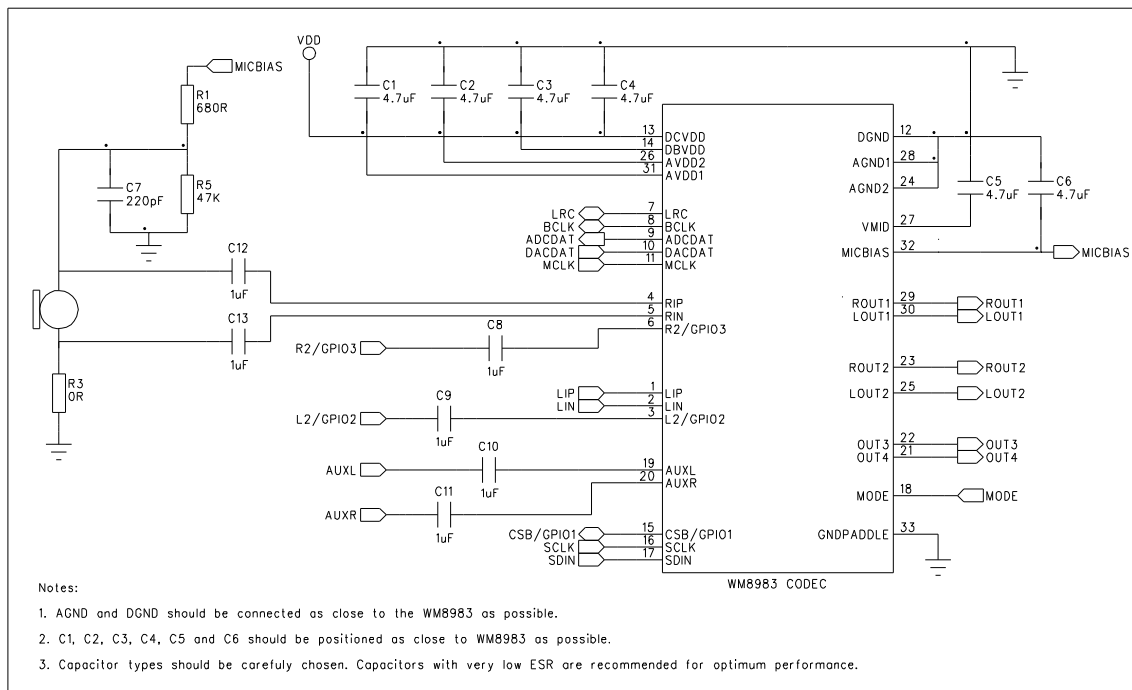 VDD
MICBIAS
R1
680R
C1
4.7uF
C2
4.7uF
C3
4.7uF
C4
4.7uF
C7
220pF
R5
47K
C12
1uF
C13
1uF
R3
0R
R2/GPIO3
C8
1uF
L2/GPIO2
C9
1uF
AUXL
C10
1uF
AUXR
C11
1uF
13 DCVDD
14 DBVDD
26 AVDD2
31 AVDD1
LRC 7 LRC
BCLK 8 BCLK
ADCDAT 9 ADCDAT
DACDAT 10 DACDAT
MCLK 11 MCLK
4 RIP
5 RIN
6 R2/GPIO3
LIP 1 LIP
LIN 2 LIN
3 L2/GPIO2
19 AUXL
20 AUXR
CSB/GPIO1 15 CSB/GPIO1
SCLK 16 SCLK
SDIN 17 SDIN
DGND 12
AGND1 28
AGND2 24
VMID 27
MICBIAS 32 MICBIAS
C5
4.7uF
C6
4.7uF
ROUT1 29 ROUT1
LOUT1 30 LOUT1
ROUT2 23 ROUT2
LOUT2 25 LOUT2
OUT3 22 OUT3
OUT4 21 OUT4
MODE 18 MODE
GNDPADDLE 33
WM8983 CODEC
Notes:
1. AGND and DGND should be connected as close to the WM8983 as possible.
2. C1, C2, C3, C4, C5 and C6 should be positioned as close to WM8983 as possible.
3. Capacitor types should be carefuly chosen. Capacitors with very low ESR are recommended for optimum performance.